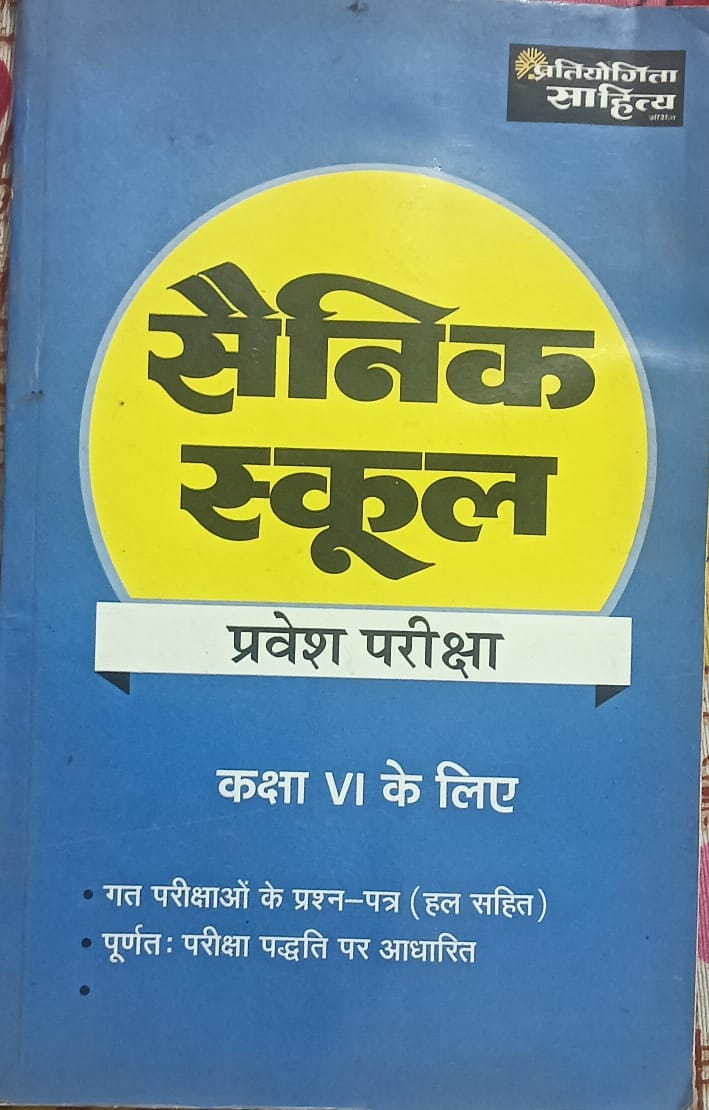 प्रतियोगिता
साहित्य
सैनिक
स्कूल
प्रवेश परीक्षा
कक्षा VI के लिए
• गत परीक्षाओं के प्रश्न-पत्र (हल सहित)
• पूर्णतः परीक्षा पद्धति पर आधारित
•